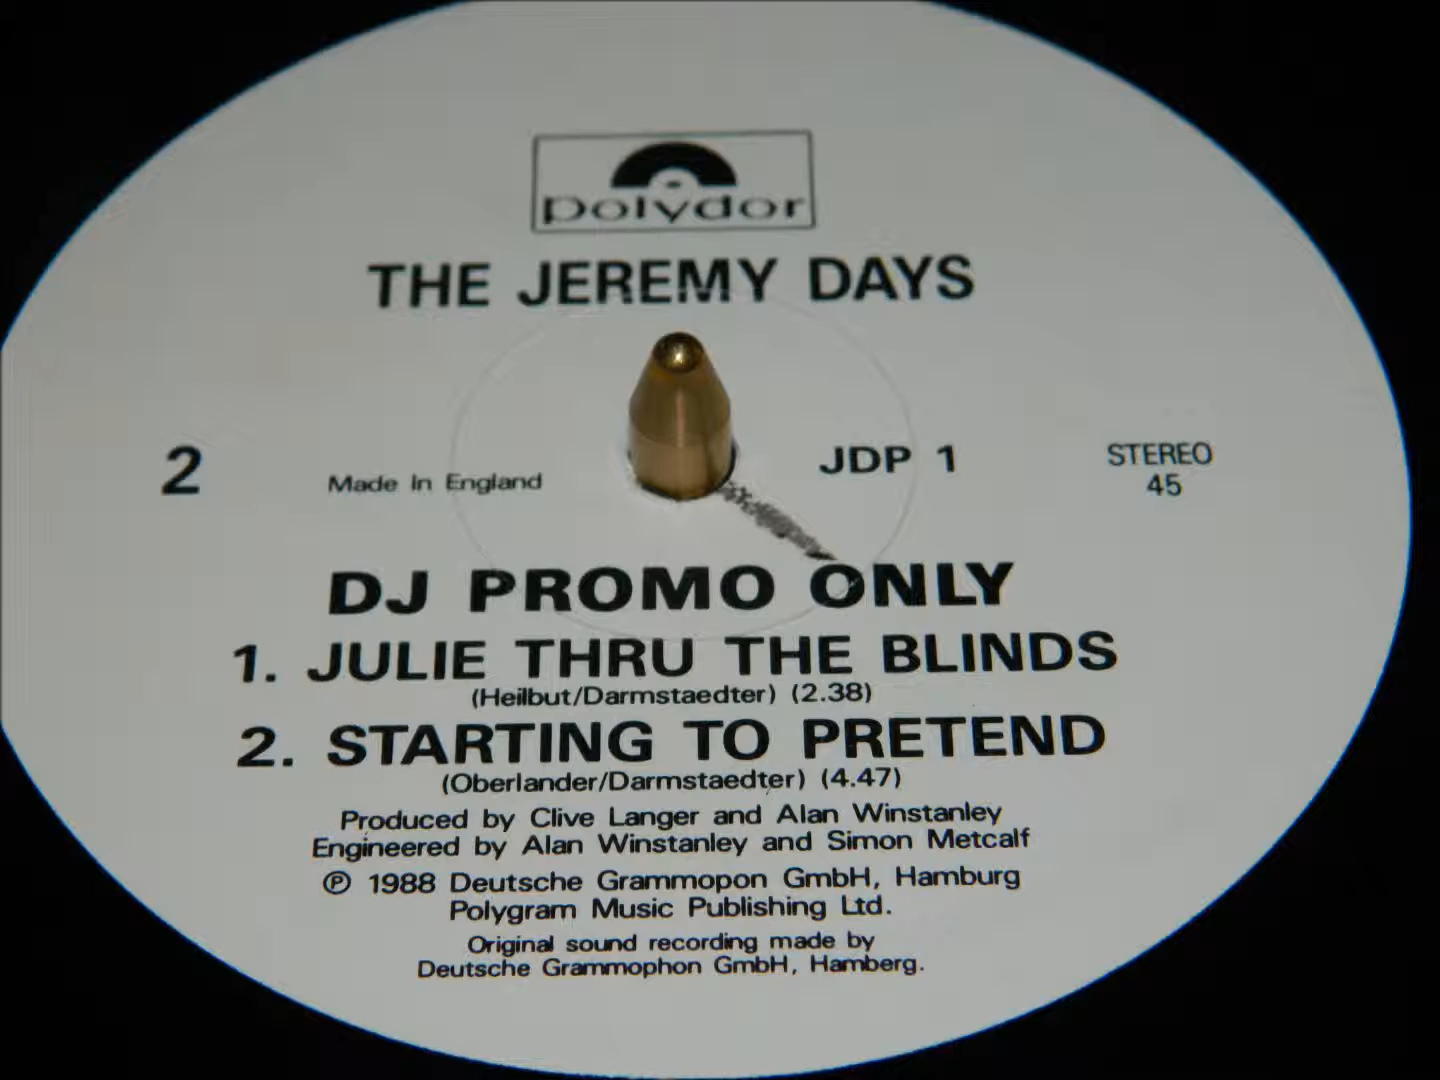 polydor
THE JEREMY DAYS
2
Made In England
JDP 1
STEREO
45
DJ PROMO ONLY
1. JULIE THRU THE BLINDS
(Heilbut/Darmstaedter) (2.38)
2. STARTING TO PRETEND
(Oberlander/Darmstaedter) (4.47)
Produced by Clive Langer and Alan Winstanley
Engineered by Alan Winstanley and Simon Metcalf
Ⓟ 1988 Deutsche Grammopon GmbH, Hamburg
Polygram Music Publishing Ltd.
Original sound recording made by
Deutsche Grammophon GmbH, Hamberg.